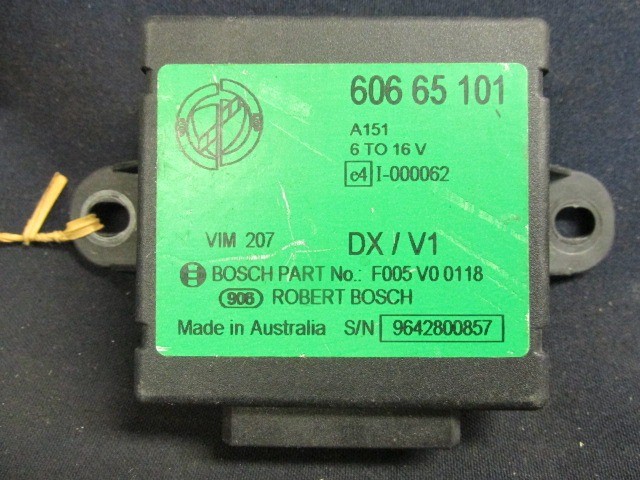 606 65 101
A151
6 TO 16 V
e4 I-000062
VIM 207 DX / V1
BOSCH PART No.: F005 V0 0118
906 ROBERT BOSCH
Made in Australia S/N 9642800857